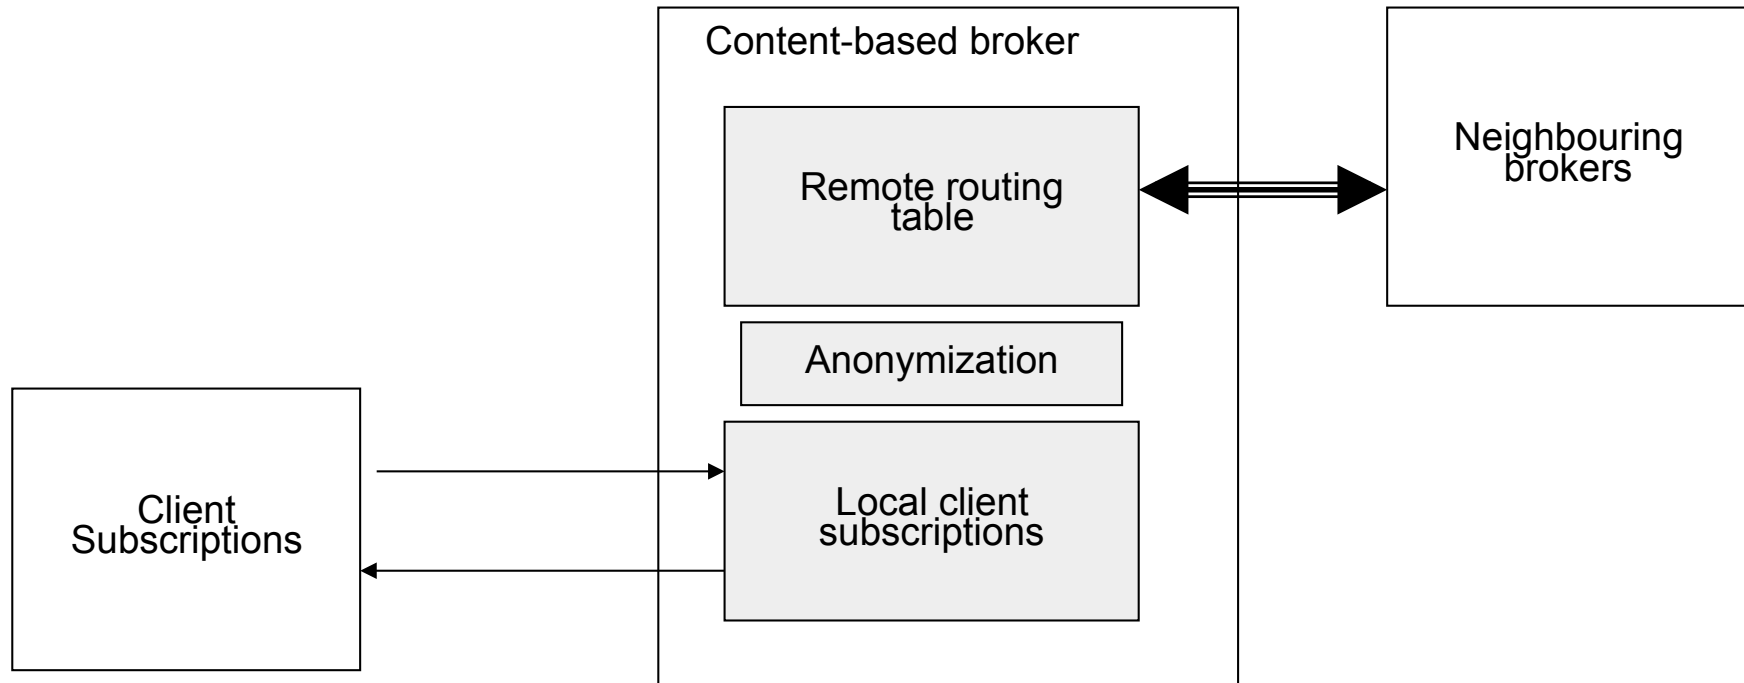 Content-based broker
Remote routing
table
Neighbouring
brokers
Anonymization
Client
Subscriptions
Local client
subscriptions